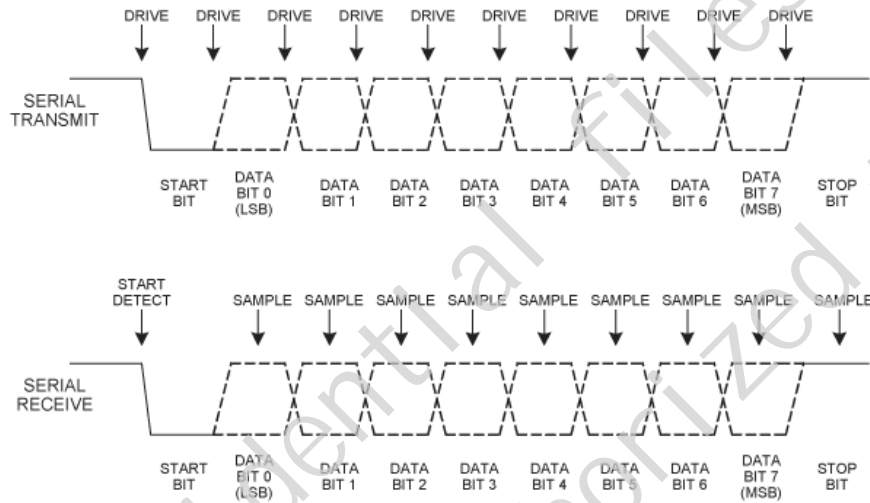 DRIVE DRIVE DRIVE DRIVE DRIVE DRIVE DRIVE DRIVE DRIVE DRIVE
SERIAL
TRANSMIT
START
BIT
DATA
BIT 0
(LSB)
DATA
BIT 1
DATA
BIT 2
DATA
BIT 3
DATA
BIT 4
DATA
BIT 5
DATA
BIT 6
DATA
BIT 7
(MSB)
STOP
BIT
START
DETECT
SAMPLE SAMPLE SAMPLE SAMPLE SAMPLE SAMPLE SAMPLE SAMPLE SAMPLE
SERIAL
RECEIVE
START
BIT
DATA
BIT 0
(LSB)
DATA
BIT 1
DATA
BIT 2
DATA
BIT 3
DATA
BIT 4
DATA
BIT 5
DATA
BIT 6
DATA
BIT 7
(MSB)
STOP
BIT
idential files
orized